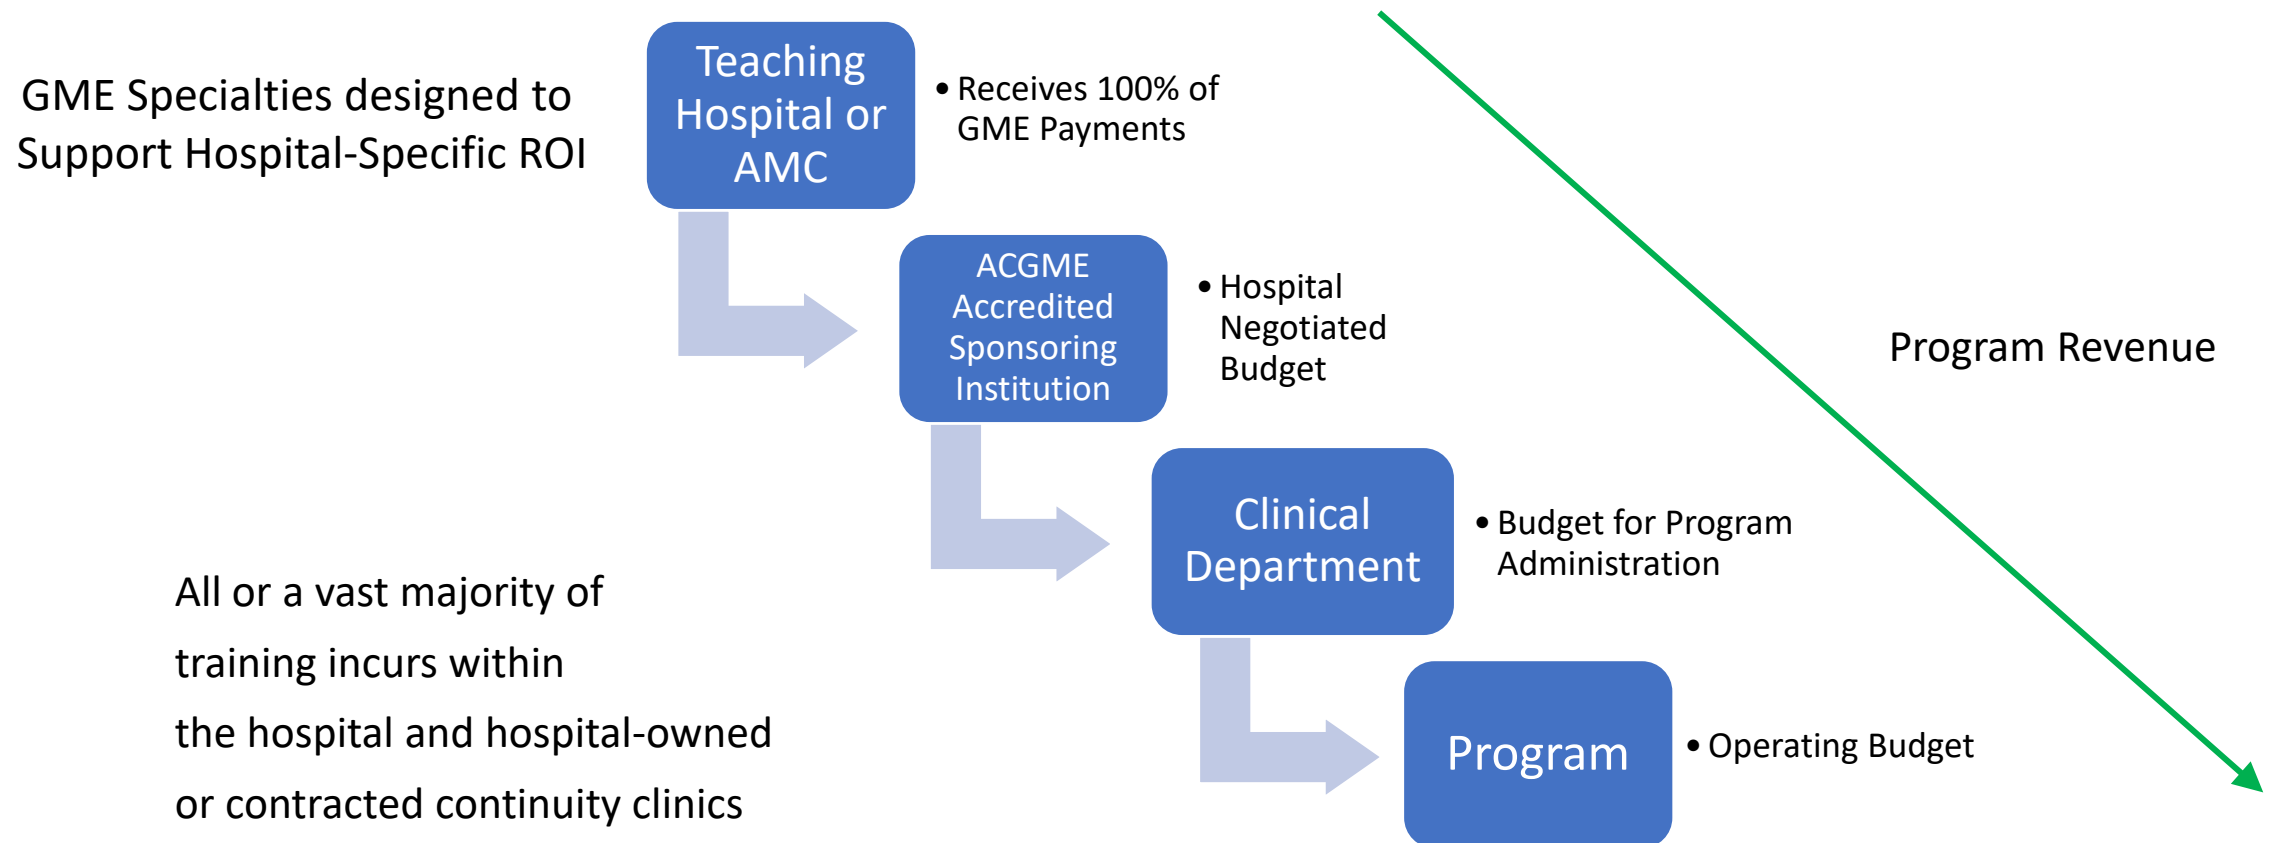 GME Specialties designed to
Support Hospital-Specific ROI
Teaching
Hospital or
AMC
• Receives 100% of
GME Payments
ACGME
Accredited
Sponsoring
Institution
• Hospital
Negotiated
Budget
Program Revenue
Clinical
Department
• Budget for Program
Administration
All or a vast majority of
training incurs within
the hospital and hospital-owned
or contracted continuity clinics
Program
• Operating Budget